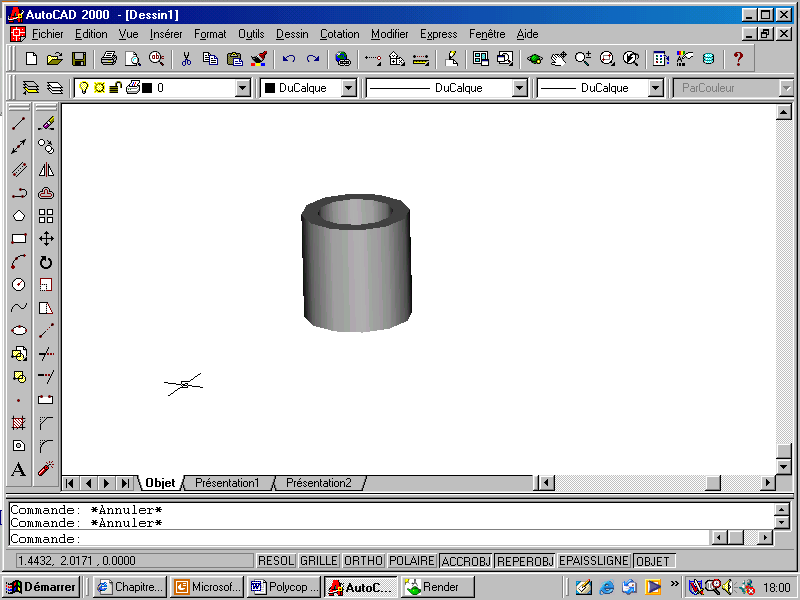 AutoCAD 2000 - [Dessin1]
Fichier Edition Vue Insérer Format Outils Dessin Cotation Modifier Express Fenêtre Aide
0 DuCalque DuCalque DuCalque ParCouleur
A
Objet Présentation1 Présentation2
Commande: *Annuler*
Commande: *Annuler*
Commande:
1.4432, 2.0171 ,0.0000 RESOL GRILLE ORTHO POLAIRE ACCROBJ REPEROBJ EPAISSLIGNE OBJET
Démarrer Chapitre... Microsof... Polycop ... AutoC... Render » 18:00